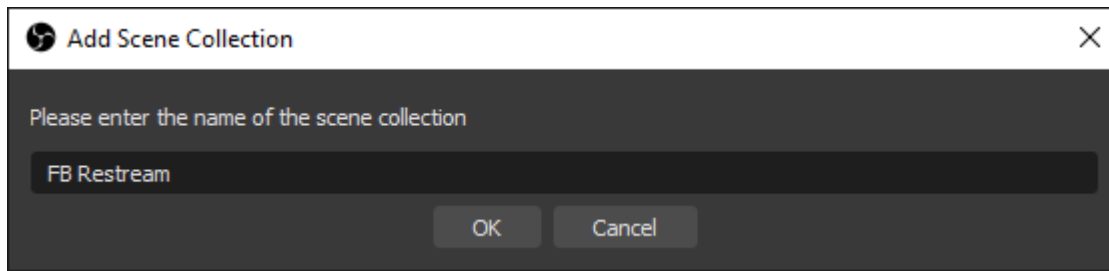 Add Scene Collection
Please enter the name of the scene collection
FB Restream
OK Cancel